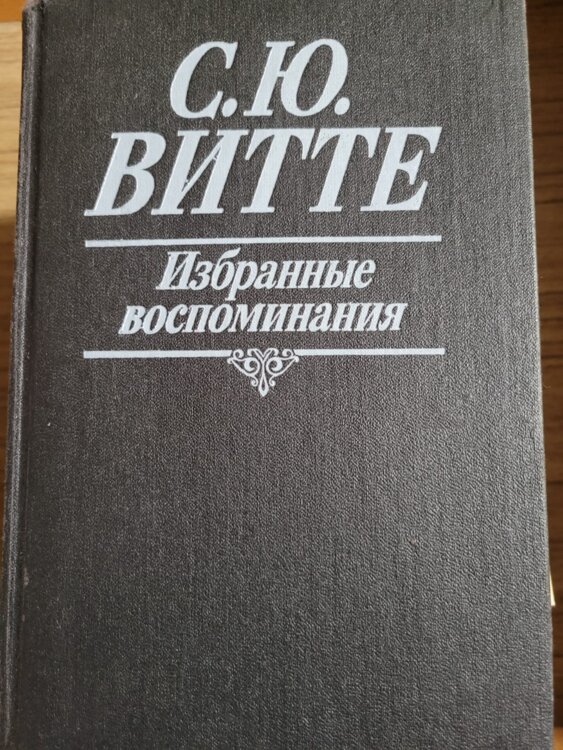 С.Ю.
ВИТТЕ
Избранные
воспоминания